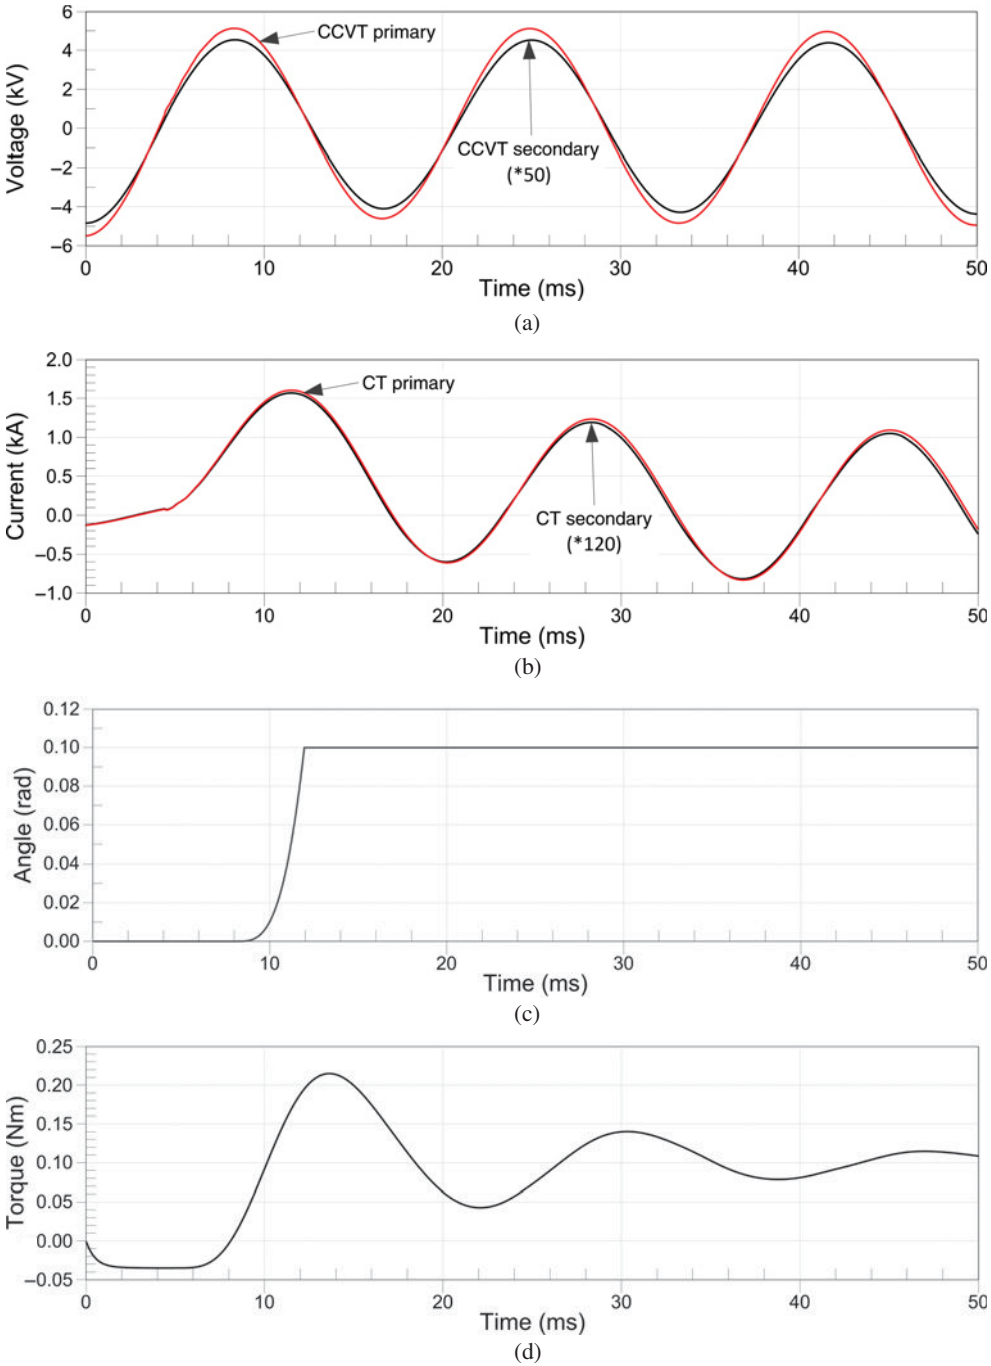 6
4
2
0
−2
−4
−6
Voltage (kV)
CCVT primary
CCVT secondary
(*50)
0 10 20 30 40 50
Time (ms)
(a)
2.0
1.5
1.0
0.5
0.0
−0.5
−1.0
Current (kA)
CT primary
CT secondary
(*120)
0 10 20 30 40 50
Time (ms)
(b)
0.12
0.10
0.08
0.06
0.04
0.02
0.00
Angle (rad)
0 10 20 30 40 50
Time (ms)
(c)
0.25
0.20
0.15
0.10
0.05
0.00
−0.05
Torque (Nm)
0 10 20 30 40 50
Time (ms)
(d)